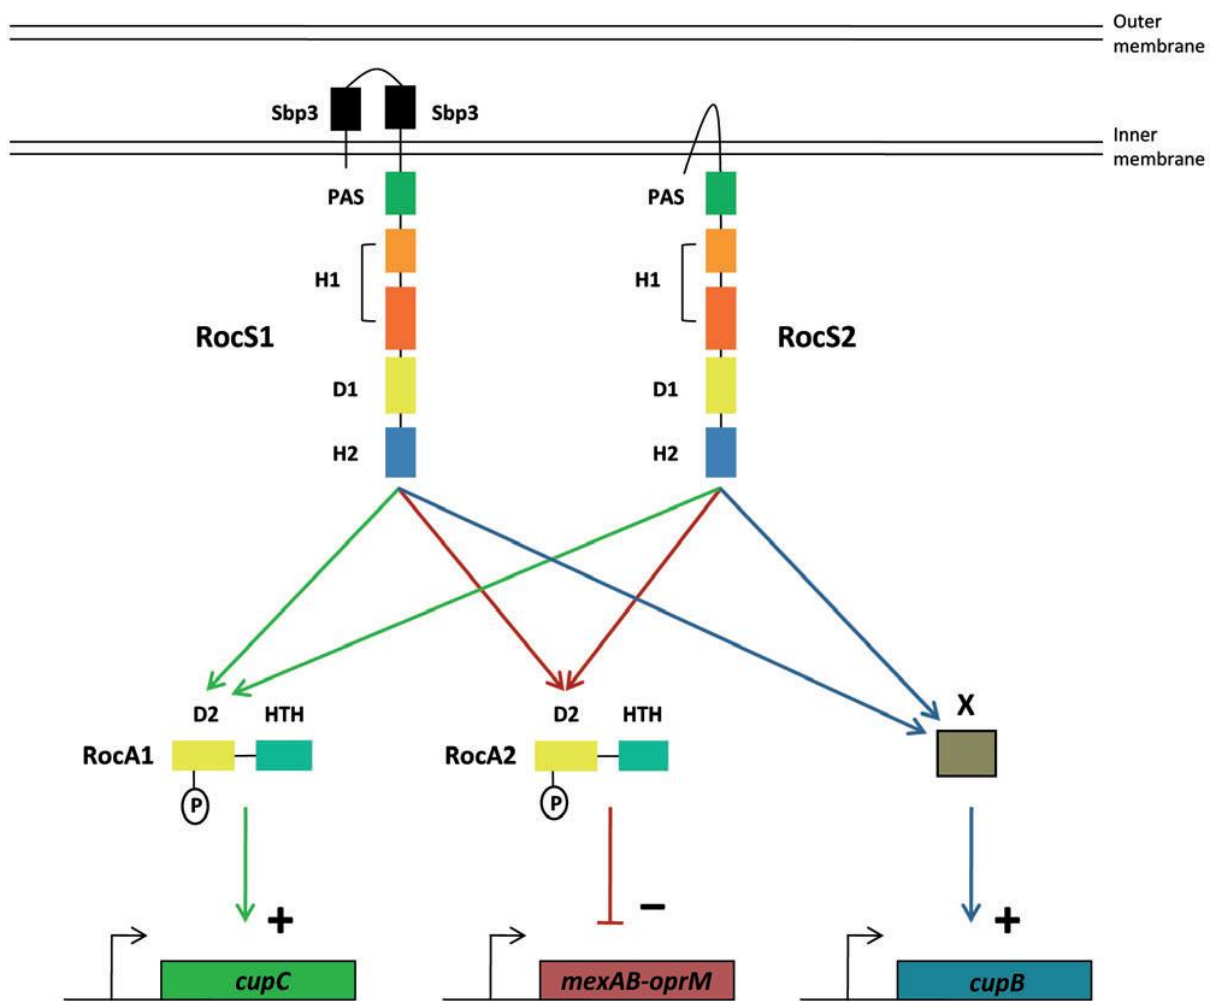 Outer
membrane
Sbp3 Sbp3
Inner
membrane
PAS PAS
H1 H1
RocS1 RocS2
D1 D1
H2 H2
X
D2 HTH D2 HTH
RocA1 RocA2
P P
+ − +
cupC mexAB-oprM cupB